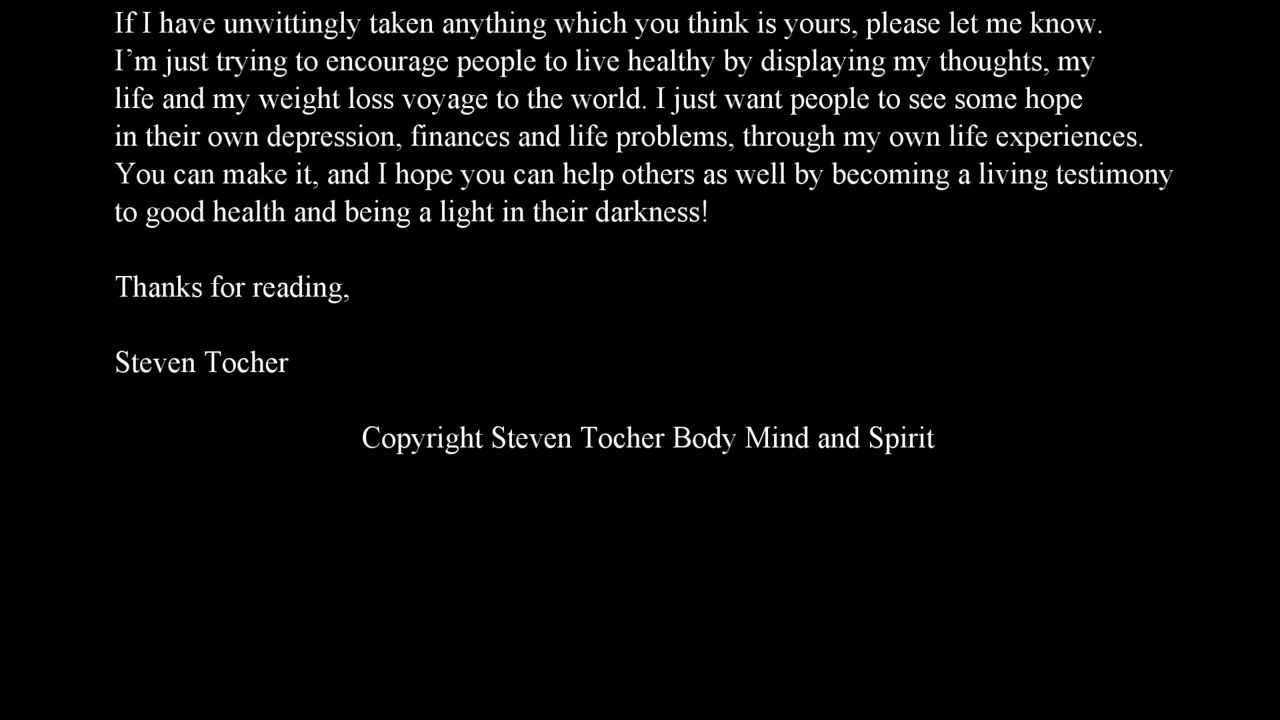 If I have unwittingly taken anything which you think is yours, please let me know.
I’m just trying to encourage people to live healthy by displaying my thoughts, my
life and my weight loss voyage to the world. I just want people to see some hope
in their own depression, finances and life problems, through my own life experiences.
You can make it, and I hope you can help others as well by becoming a living testimony
to good health and being a light in their darkness!
Thanks for reading,
Steven Tocher
Copyright Steven Tocher Body Mind and Spirit